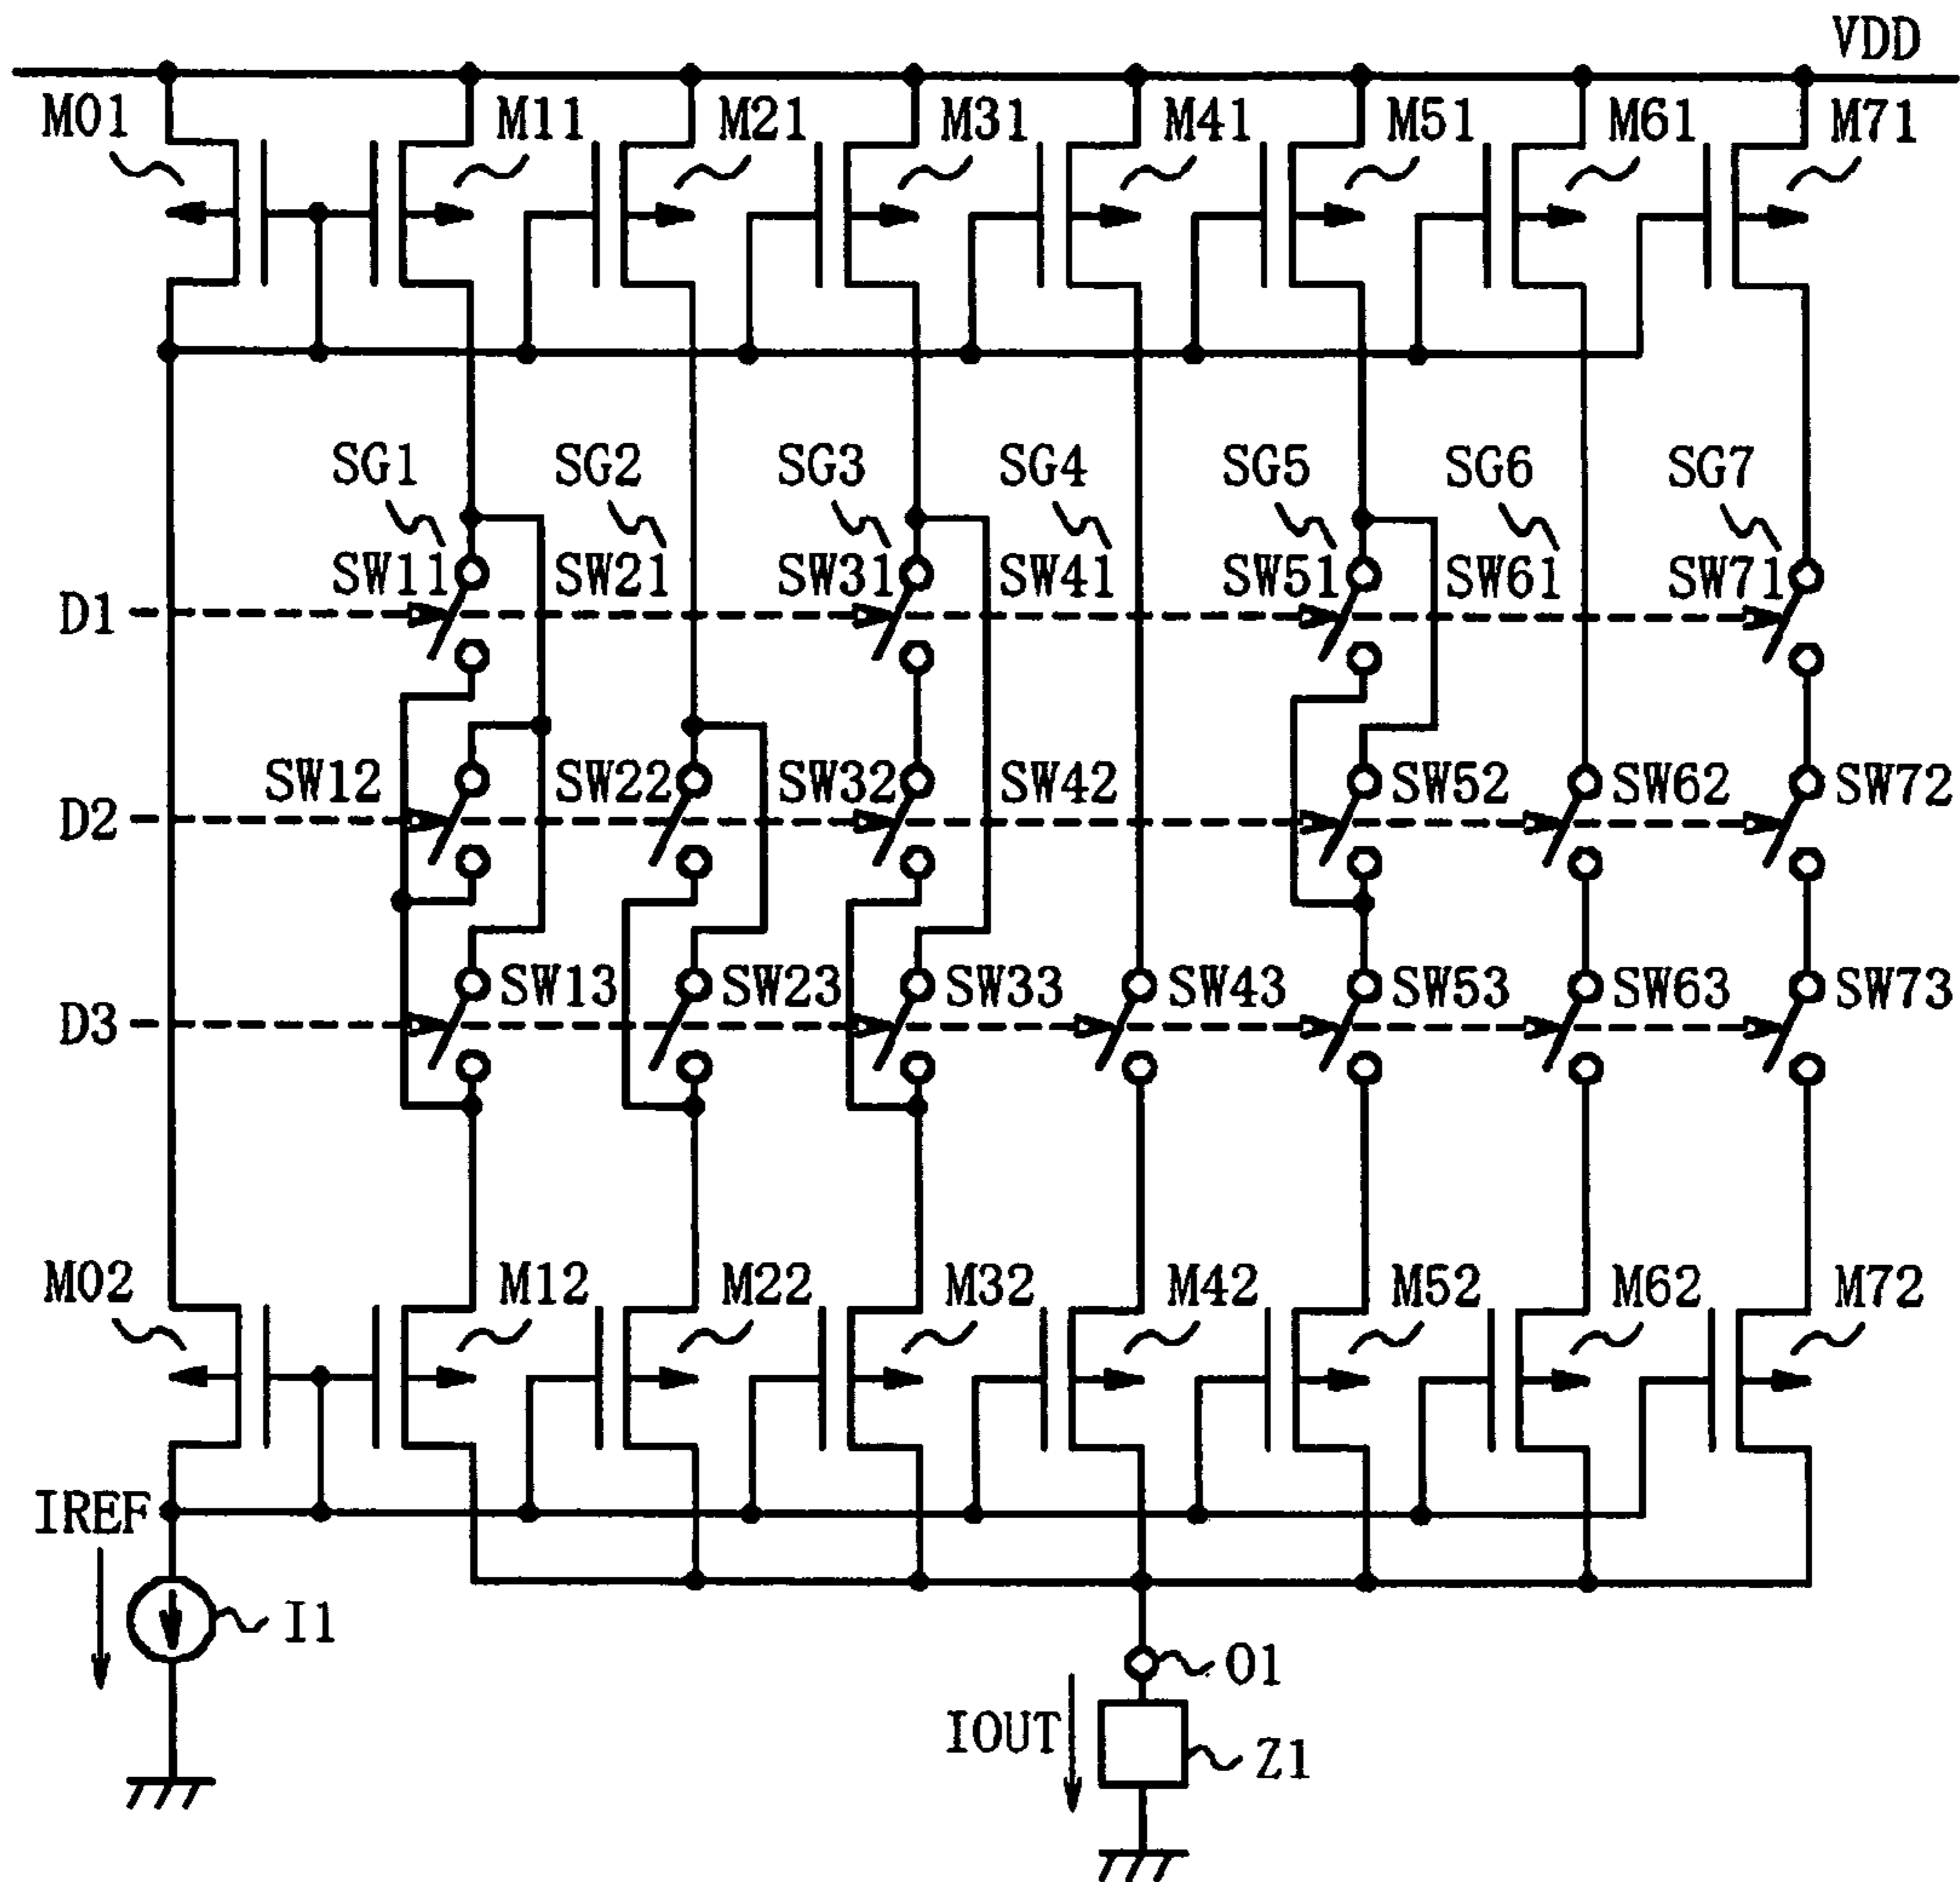 VDD
M01 M11 M21 M31 M41 M51 M61 M71
SG1 SG2 SG3 SG4 SG5 SG6 SG7
SW11 SW21 SW31 SW41 SW51 SW61 SW71
D1
SW12 SW22 SW32 SW42 SW52 SW62 SW72
D2
SW13 SW23 SW33 SW43 SW53 SW63 SW73
D3
M02 M12 M22 M32 M42 M52 M62 M72
IREF
I1
O1
IOUT
Z1